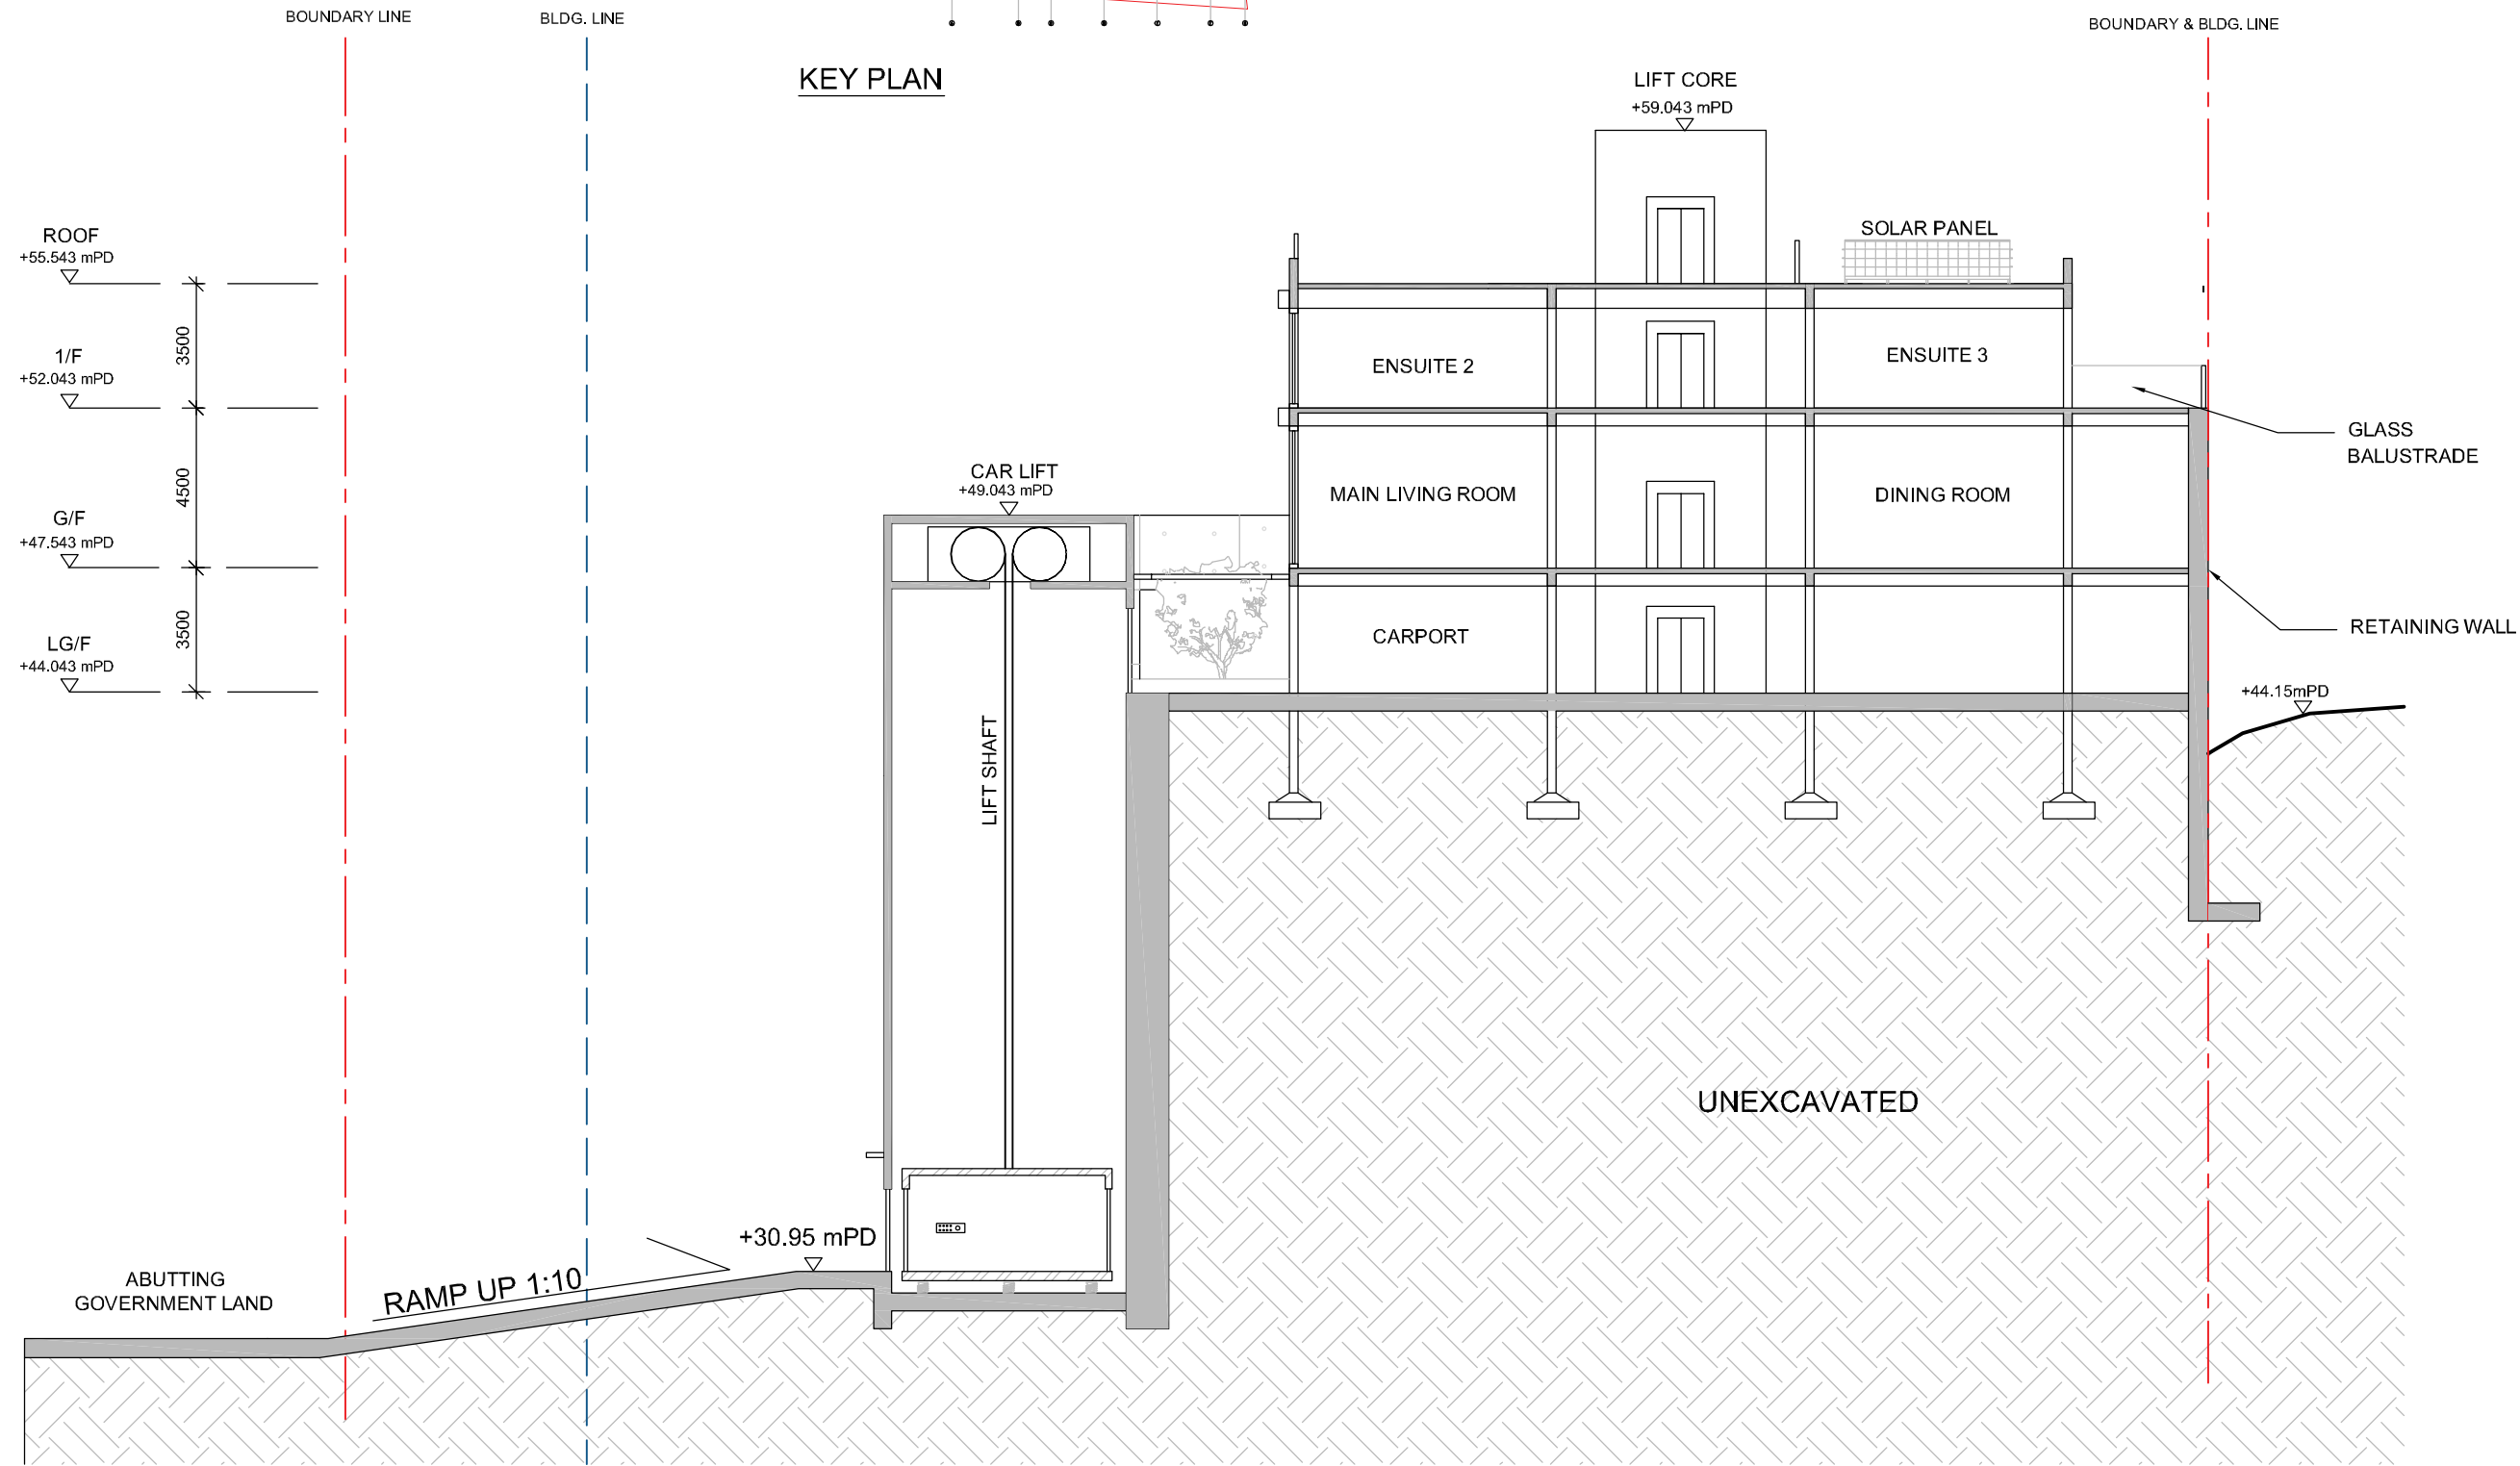 BOUNDARY LINE
BLDG. LINE
BOUNDARY & BLDG. LINE
KEY PLAN
LIFT CORE
+59.043 mPD
SOLAR PANEL
ROOF
+55.543 mPD
3500
1/F
+52.043 mPD
ENSUITE 2
ENSUITE 3
GLASS
BALUSTRADE
4500
CAR LIFT
+49.043 mPD
MAIN LIVING ROOM
DINING ROOM
G/F
+47.543 mPD
3500
CARPORT
RETAINING WALL
LG/F
+44.043 mPD
+44.15mPD
LIFT SHAFT
UNEXCAVATED
+30.95 mPD
RAMP UP 1:10
ABUTTING
GOVERNMENT LAND